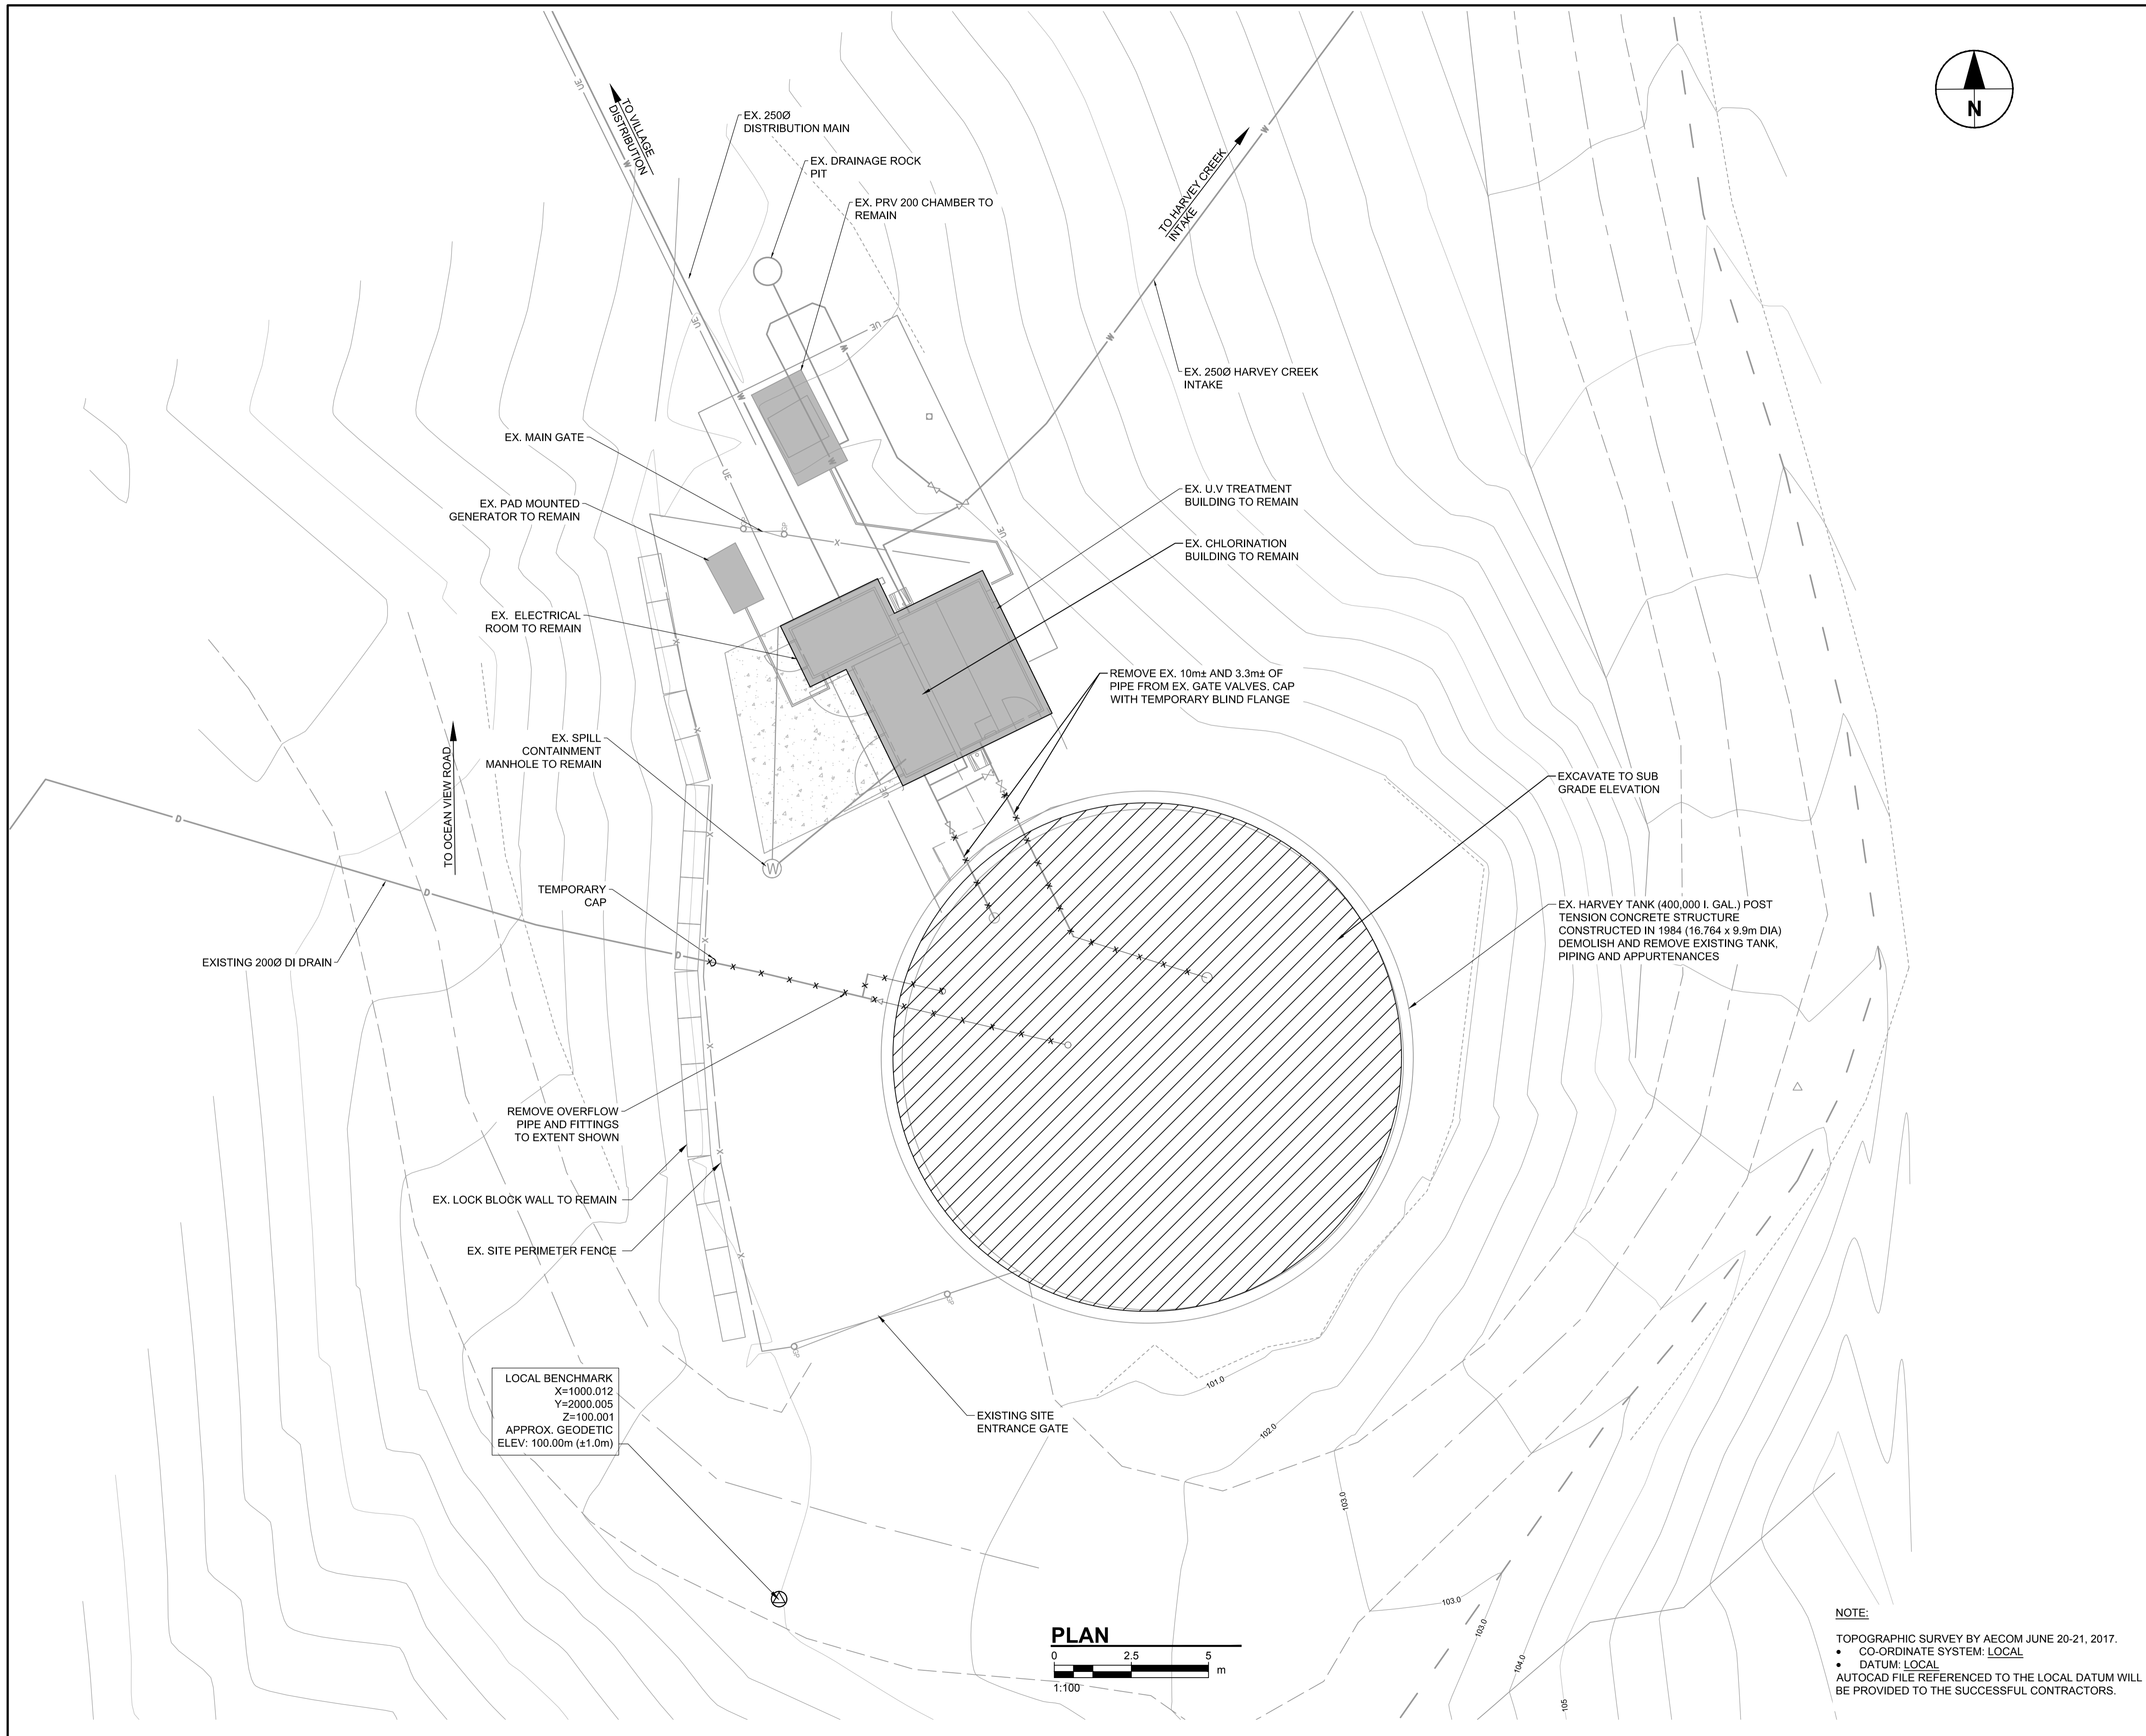 N
TO VILLAGE
DISTRIBUTION
EX. 250Ø
DISTRIBUTION MAIN
EX. DRAINAGE ROCK
PIT
EX. PRV 200 CHAMBER TO
REMAIN
TO HARVEY CREEK
INTAKE
EX. 250Ø HARVEY CREEK
INTAKE
EX. MAIN GATE
EX. PAD MOUNTED
GENERATOR TO REMAIN
EX. U.V TREATMENT
BUILDING TO REMAIN
EX. CHLORINATION
BUILDING TO REMAIN
EX. ELECTRICAL
ROOM TO REMAIN
REMOVE EX. 10m± AND 3.3m± OF
PIPE FROM EX. GATE VALVES. CAP
WITH TEMPORARY BLIND FLANGE
EX. SPILL
CONTAINMENT
MANHOLE TO REMAIN
TO OCEAN VIEW ROAD
EXCAVATE TO SUB
GRADE ELEVATION
TEMPORARY
CAP
EX. HARVEY TANK (400,000 I. GAL.) POST
TENSION CONCRETE STRUCTURE
CONSTRUCTED IN 1984 (16.764 x 9.9m DIA)
DEMOLISH AND REMOVE EXISTING TANK,
PIPING AND APPURTENANCES
EXISTING 200Ø DI DRAIN
REMOVE OVERFLOW
PIPE AND FITTINGS
TO EXTENT SHOWN
EX. LOCK BLOCK WALL TO REMAIN
EX. SITE PERIMETER FENCE
LOCAL BENCHMARK
X=1000.012
Y=2000.005
Z=100.001
APPROX. GEODETIC
ELEV: 100.00m (±1.0m)
EXISTING SITE
ENTRANCE GATE
101.0
102.0
103.0
103.0
103.0
104.0
105
UE
UE
UE
UE
UE
UE
W
W
W
W
W
W
W
D
D
D
GP
GP
GP
GP
PLAN
0 2.5 5
m
1:100
NOTE:
TOPOGRAPHIC SURVEY BY AECOM JUNE 20-21, 2017.
• CO-ORDINATE SYSTEM: LOCAL
• DATUM: LOCAL
AUTOCAD FILE REFERENCED TO THE LOCAL DATUM WILL
BE PROVIDED TO THE SUCCESSFUL CONTRACTORS.